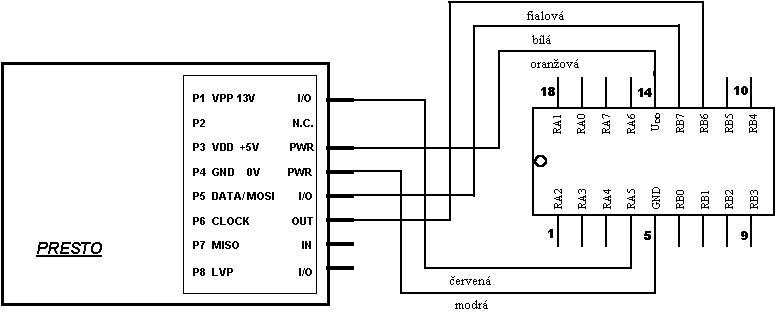 fialová
bílá
oranžová
P1 VPP 13V I/O
P2 N.C.
P3 VDD +5V PWR
P4 GND 0V PWR
P5 DATA/MOSI I/O
P6 CLOCK OUT
P7 MISO IN
P8 LVP I/O
PRESTO
18 14 10
RA1 RA0 RA7 RA6 Ucc RB7 RB6 RB5 RB4
RA2 RA3 RA4 RA5 GND RB0 RB1 RB2 RB3
1 5 9
červená
modrá